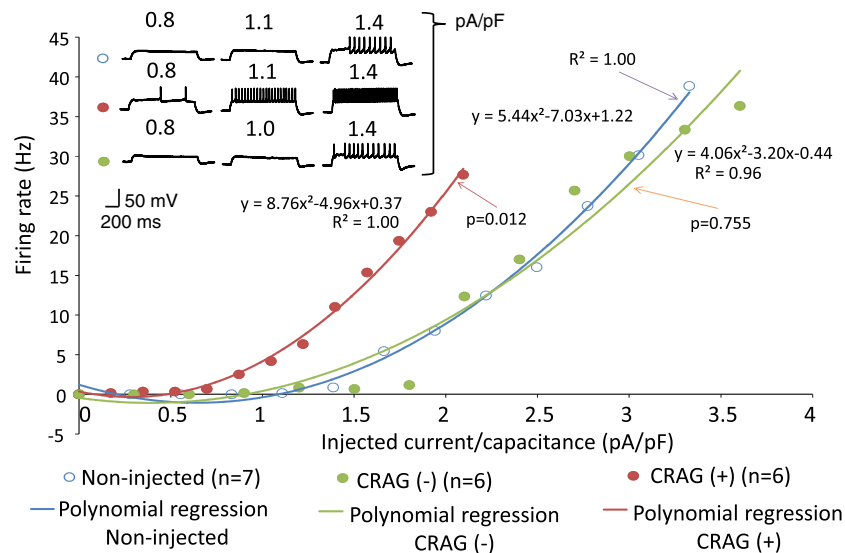 0.8 1.1 1.4 pA/pF
0.8 1.1 1.4
0.8 1.0 1.4
50 mV
200 ms
Firing rate (Hz)
45
40
35
30
25
20
15
10
5
0
-5
R² = 1.00
y = 5.44x²-7.03x+1.22
y = 4.06x²-3.20x-0.44
R² = 0.96
y = 8.76x²-4.96x+0.37
R² = 1.00
p=0.012
p=0.755
0 0.5 1 1.5 2 2.5 3 3.5 4
Injected current/capacitance (pA/pF)
Non-injected (n=7) CRAG (-) (n=6) CRAG (+) (n=6)
Polynomial regression Polynomial regression Polynomial regression
Non-injected CRAG (-) CRAG (+)